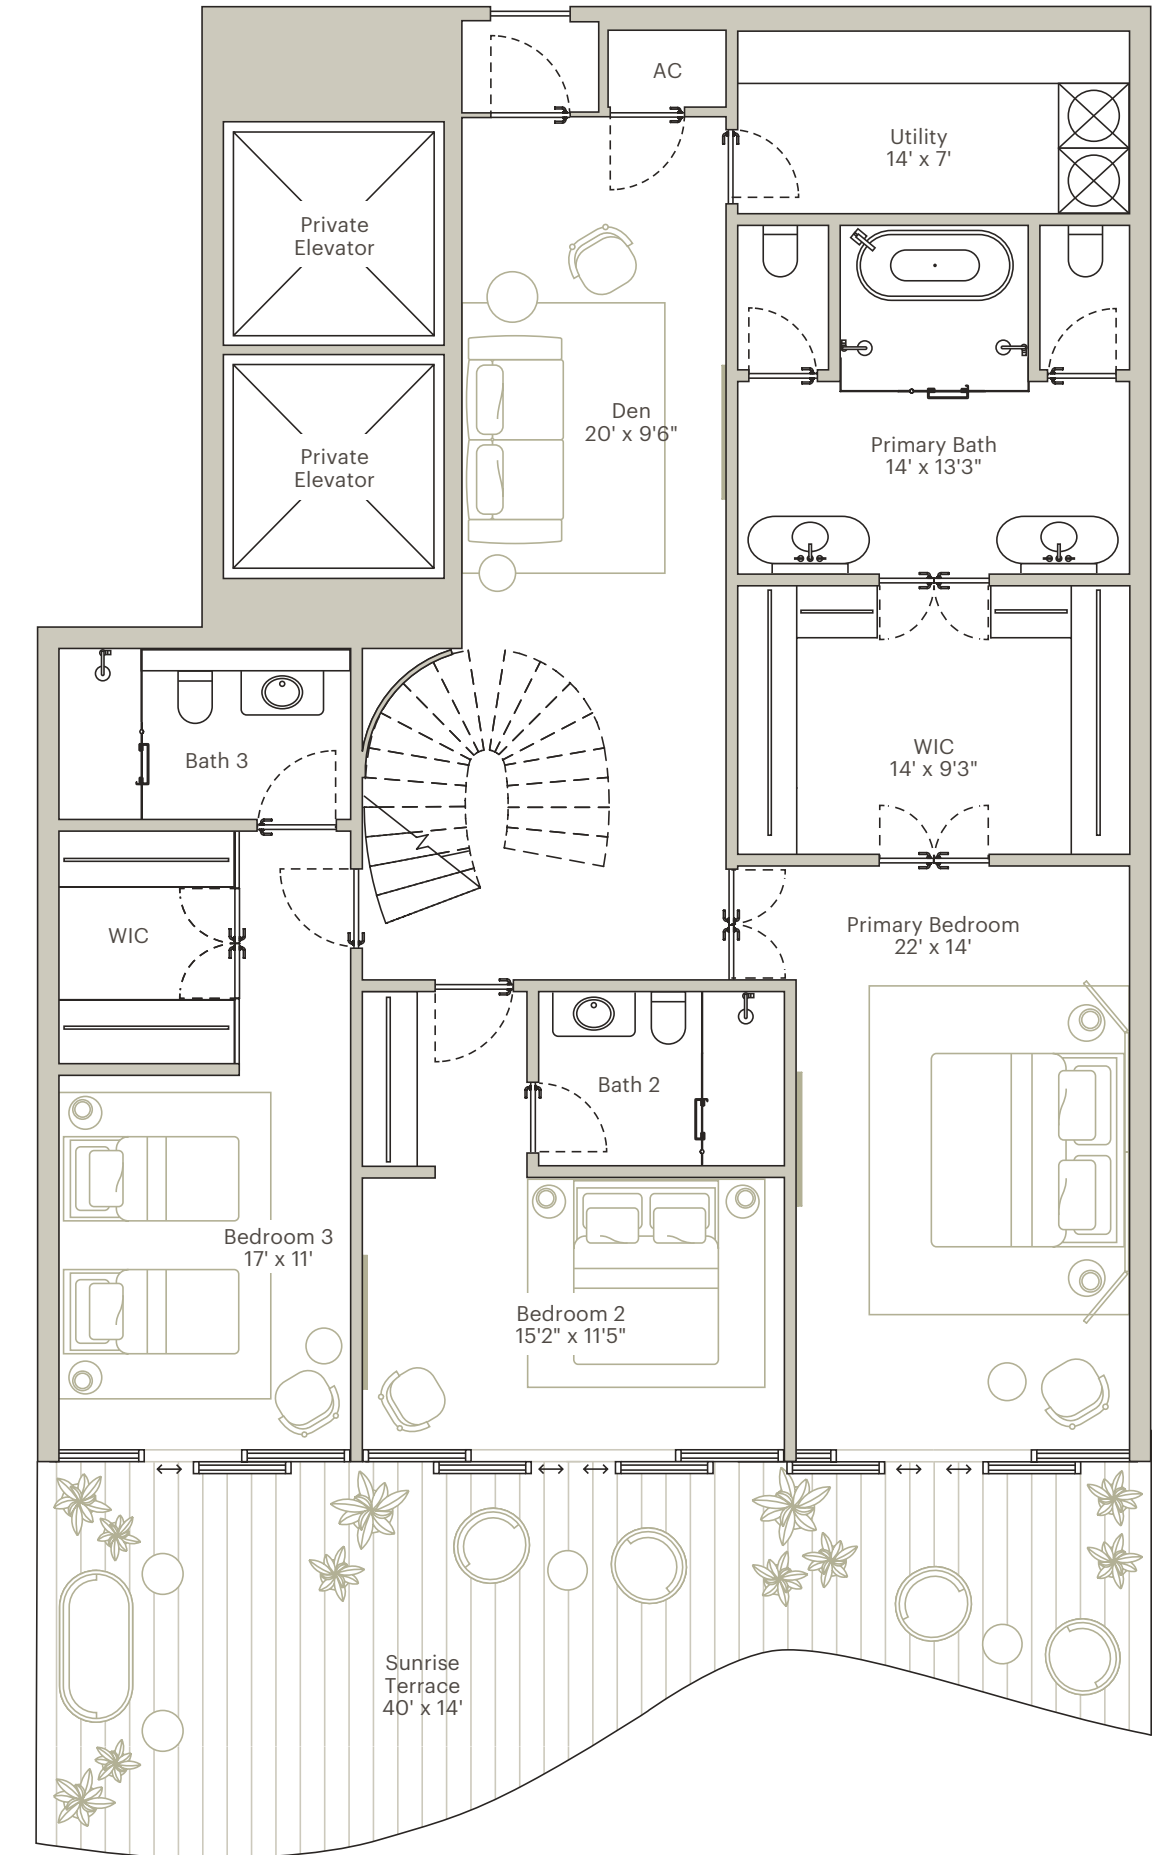 AC
Utility
14' x 7'
Private
Elevator
Den
20' x 9'6"
Private
Elevator
Primary Bath
14' x 13'3"
Bath 3
WIC
14' x 9'3"
WIC
Primary Bedroom
22' x 14'
Bath 2
Bedroom 3
17' x 11'
Bedroom 2
15'2" x 11'5"
Sunrise
Terrace
40' x 14'